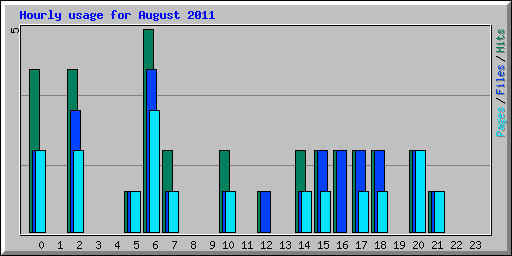 Hourly usage for August 2011
5
Pages/Files/Hits
0 1 2 3 4 5 6 7 8 9 10 11 12 13 14 15 16 17 18 19 20 21 22 23